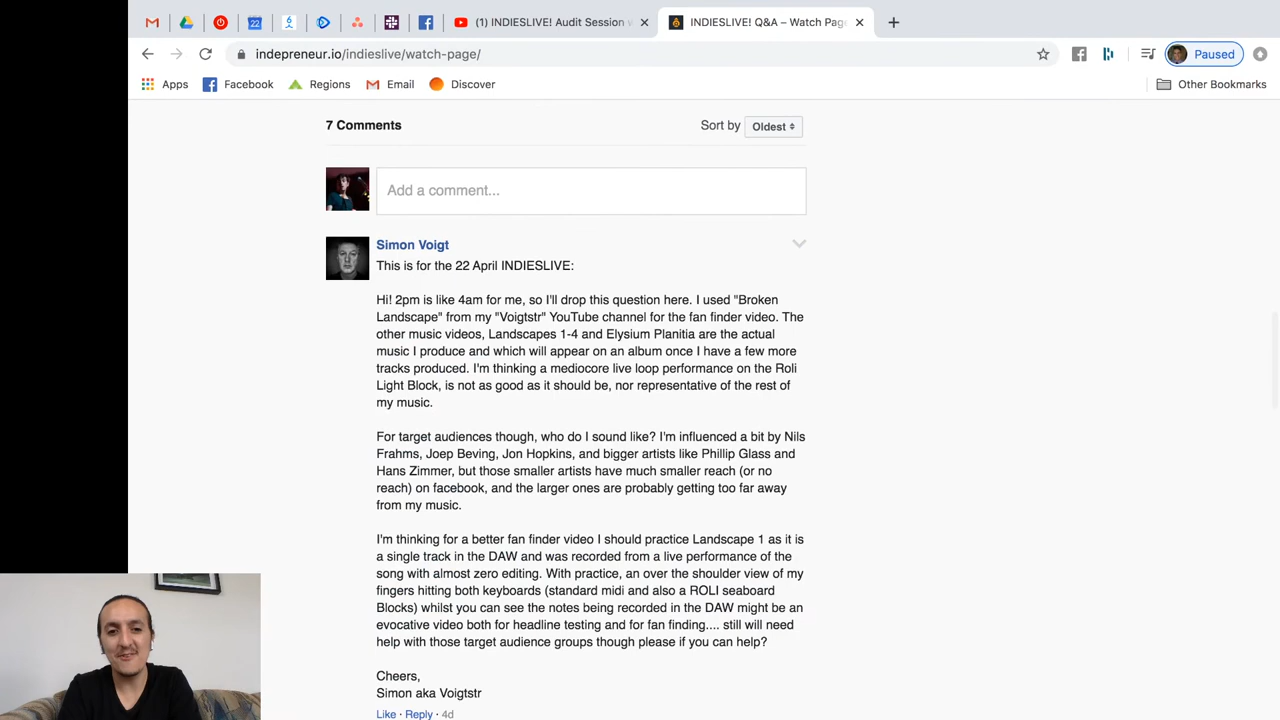 (1) INDIESLIVE! Audit Session w
INDIESLIVE! Q&A – Watch Page
22
6
indepreneur.io/indieslive/watch-page/
Paused
Apps
Facebook
Regions
Email
Discover
Other Bookmarks
7 Comments
Sort by
Oldest
Add a comment...
Simon Voigt
This is for the 22 April INDIESLIVE:
Hi! 2pm is like 4am for me, so I'll drop this question here. I used "Broken
Landscape" from my "Voigtstr" YouTube channel for the fan finder video. The
other music videos, Landscapes 1-4 and Elysium Planitia are the actual
music I produce and which will appear on an album once I have a few more
tracks produced. I'm thinking a mediocore live loop performance on the Roli
Light Block, is not as good as it should be, nor representative of the rest of
my music.
For target audiences though, who do I sound like? I'm influenced a bit by Nils
Frahms, Joep Beving, Jon Hopkins, and bigger artists like Phillip Glass and
Hans Zimmer, but those smaller artists have much smaller reach (or no
reach) on facebook, and the larger ones are probably getting too far away
from my music.
I'm thinking for a better fan finder video I should practice Landscape 1 as it is
a single track in the DAW and was recorded from a live performance of the
song with almost zero editing. With practice, an over the shoulder view of my
fingers hitting both keyboards (standard midi and also a ROLI seaboard
Blocks) whilst you can see the notes being recorded in the DAW might be an
evocative video both for headline testing and for fan finding.... still will need
help with those target audience groups though please if you can help?
Cheers,
Simon aka Voigtstr
Like · Reply · 4d